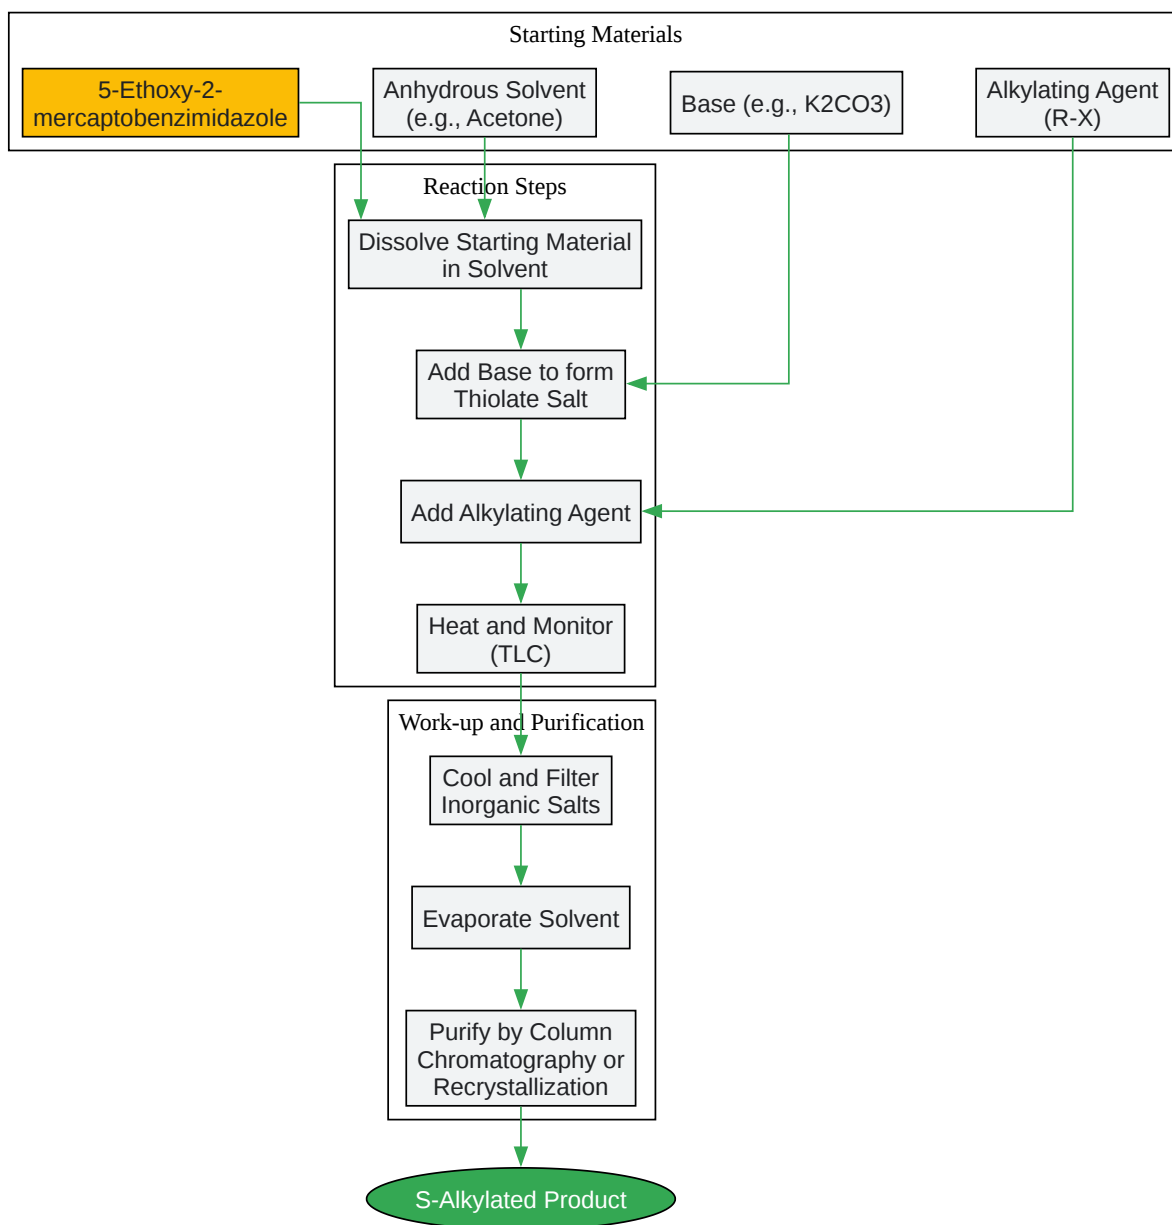 Starting Materials
5-Ethoxy-2-
mercaptobenzimidazole
Anhydrous Solvent
(e.g., Acetone)
Base (e.g., K2CO3)
Alkylating Agent
(R-X)
Reaction Steps
Dissolve Starting Material
in Solvent
Add Base to form
Thiolate Salt
Add Alkylating Agent
Heat and Monitor
(TLC)
Work-up and Purification
Cool and Filter
Inorganic Salts
Evaporate Solvent
Purify by Column
Chromatography or
Recrystallization
S-Alkylated Product